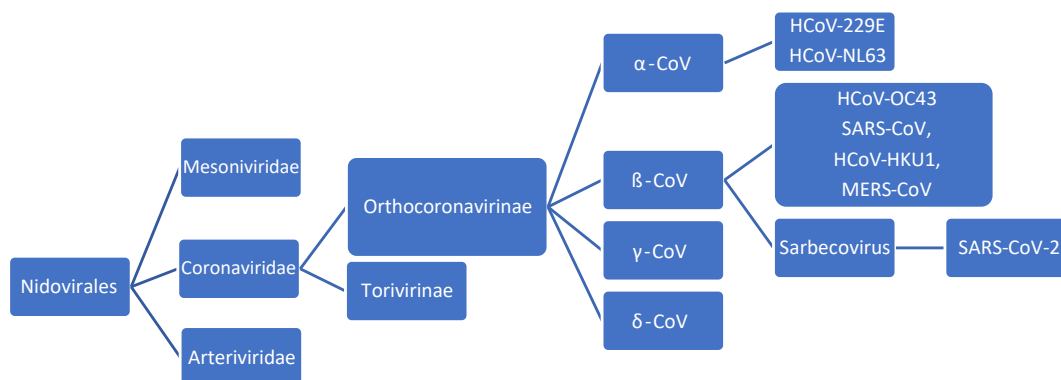 Nidovirales
Mesoniviridae
Coronaviridae
Arteriviridae
Orthocoronavirinae
Torivirinae
α-CoV
ß-CoV
γ-CoV
δ-CoV
HCoV-229E
HCoV-NL63
HCoV-OC43
SARS-CoV,
HCoV-HKU1,
MERS-CoV
Sarbecovirus
SARS-CoV-2